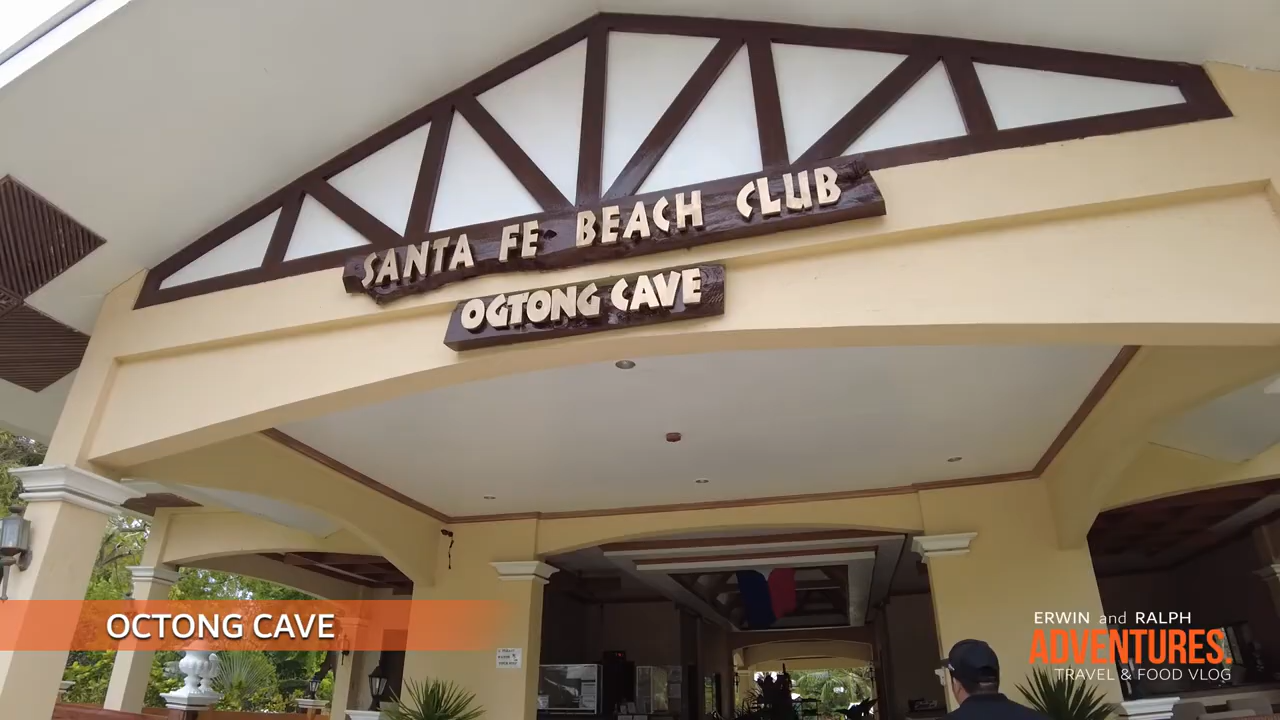 SANTA FE BEACH CLUB
OGTONG CAVE
OCTONG CAVE
ERWIN and RALPH
ADVENTURES.
TRAVEL & FOOD VLOG